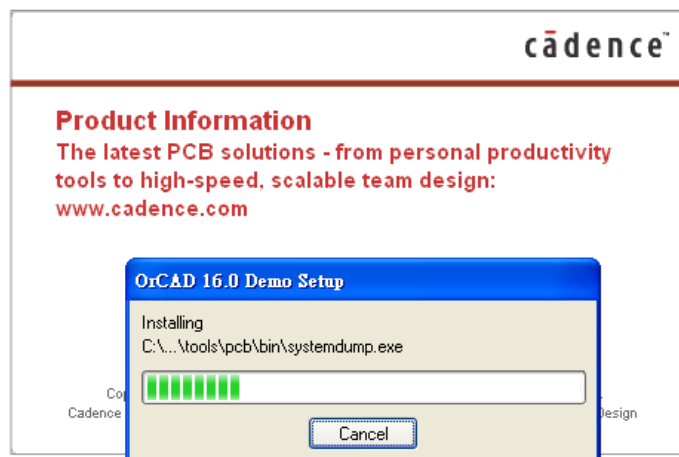 cādence™
Product Information
The latest PCB solutions - from personal productivity
tools to high-speed, scalable team design:
www.cadence.com
OrCAD 16.0 Demo Setup
Installing
C:\...\tools\pcb\bin\systemdump.exe
Cadence
Design
Cancel